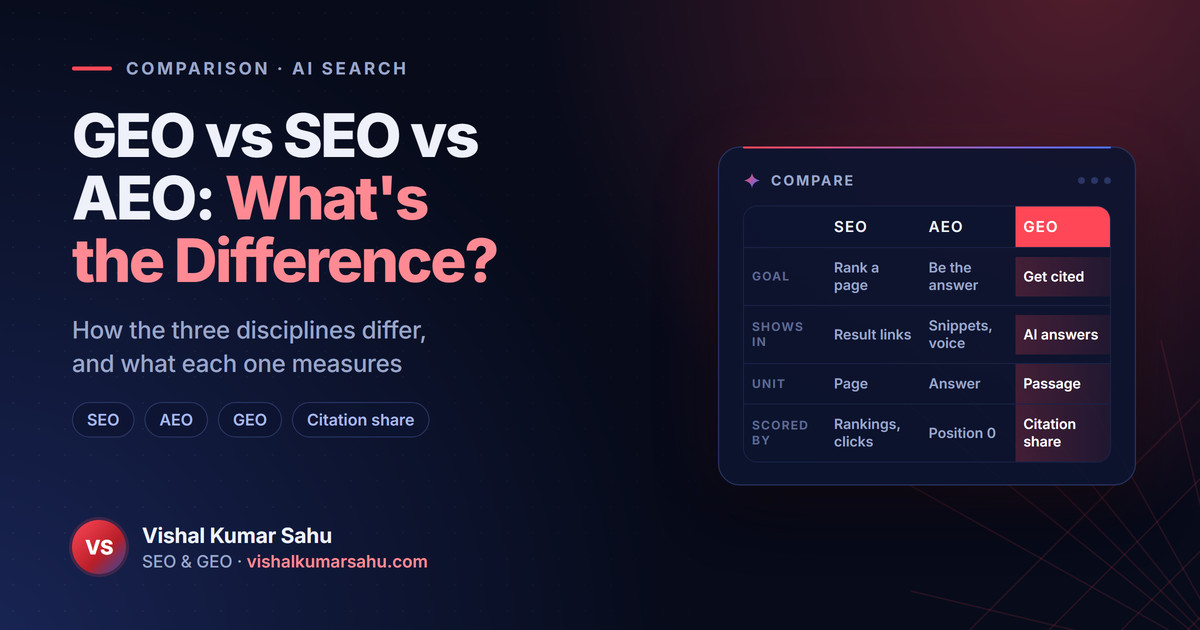 COMPARISON · AI SEARCH
GEO vs SEO vs
AEO: What's
the Difference?
How the three disciplines differ,
and what each one measures
SEO AEO GEO Citation share
VS
Vishal Kumar Sahu
SEO & GEO · vishalkumarsahu.com
COMPARE
SEO AEO GEO
GOAL Rank a page Be the answer Get cited
SHOWS IN Result links Snippets, voice AI answers
UNIT Page Answer Passage
SCORED BY Rankings, clicks Position 0 Citation share